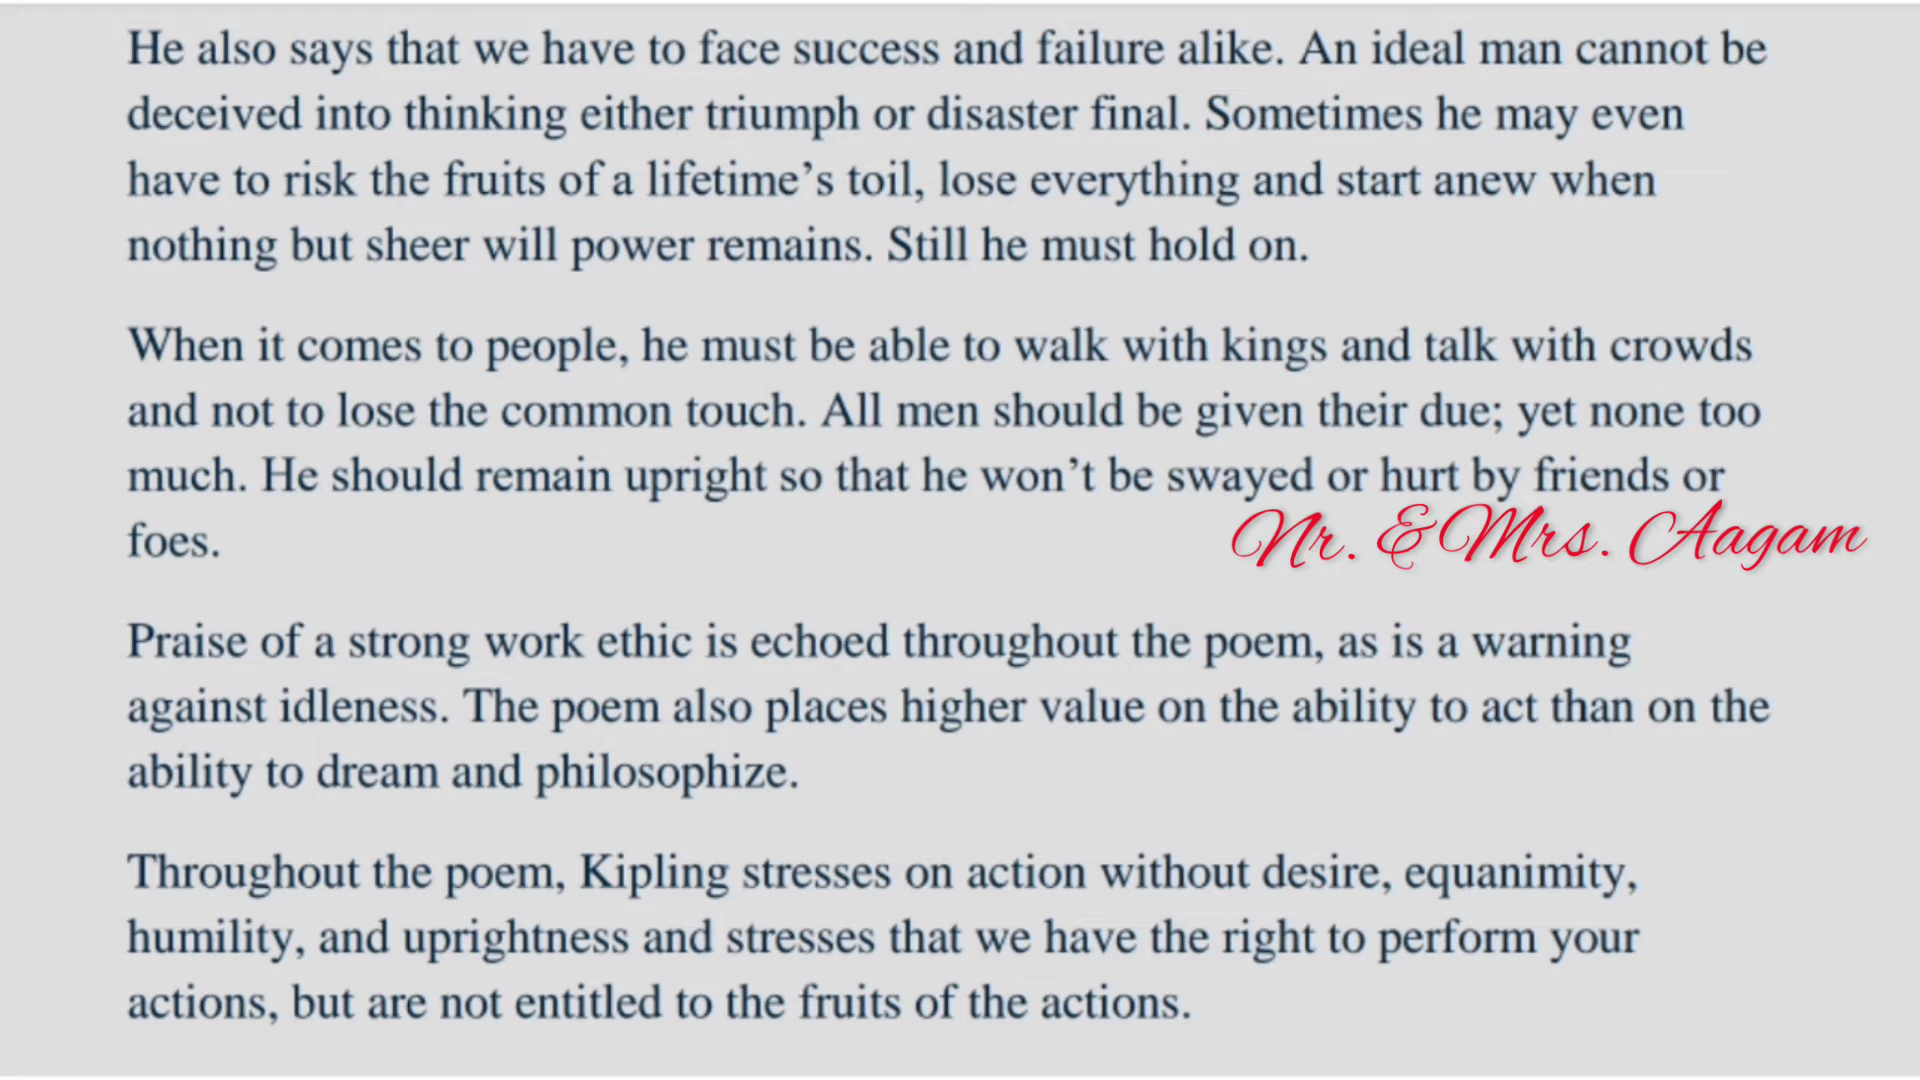 He also says that we have to face success and failure alike. An ideal man cannot be
deceived into thinking either triumph or disaster final. Sometimes he may even
have to risk the fruits of a lifetime’s toil, lose everything and start anew when
nothing but sheer will power remains. Still he must hold on.
When it comes to people, he must be able to walk with kings and talk with crowds
and not to lose the common touch. All men should be given their due; yet none too
much. He should remain upright so that he won’t be swayed or hurt by friends or
foes.
Nr. & Mrs. Aagam
Praise of a strong work ethic is echoed throughout the poem, as is a warning
against idleness. The poem also places higher value on the ability to act than on the
ability to dream and philosophize.
Throughout the poem, Kipling stresses on action without desire, equanimity,
humility, and uprightness and stresses that we have the right to perform your
actions, but are not entitled to the fruits of the actions.